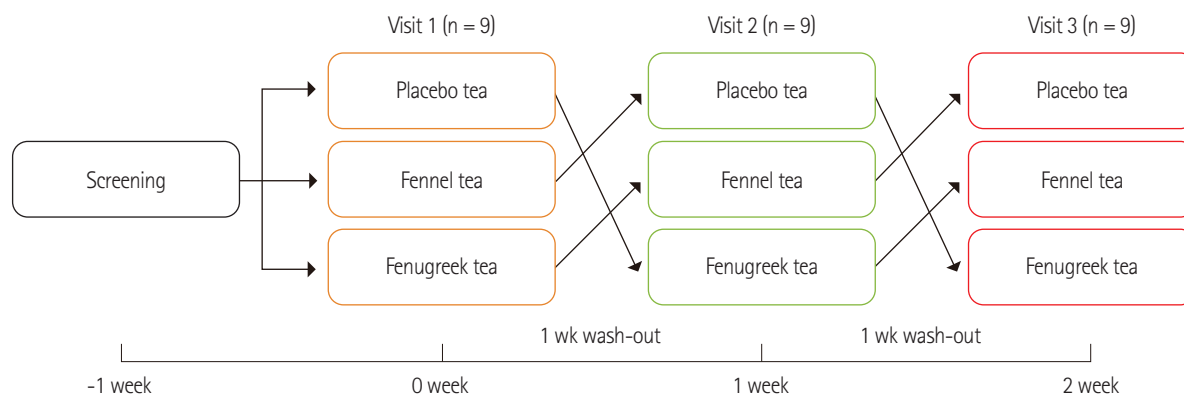 Visit 1 (n = 9)
Visit 2 (n = 9)
Visit 3 (n = 9)
Placebo tea
Placebo tea
Placebo tea
Screening
Fennel tea
Fennel tea
Fennel tea
Fenugreek tea
Fenugreek tea
Fenugreek tea
1 wk wash-out
1 wk wash-out
-1 week
0 week
1 week
2 week